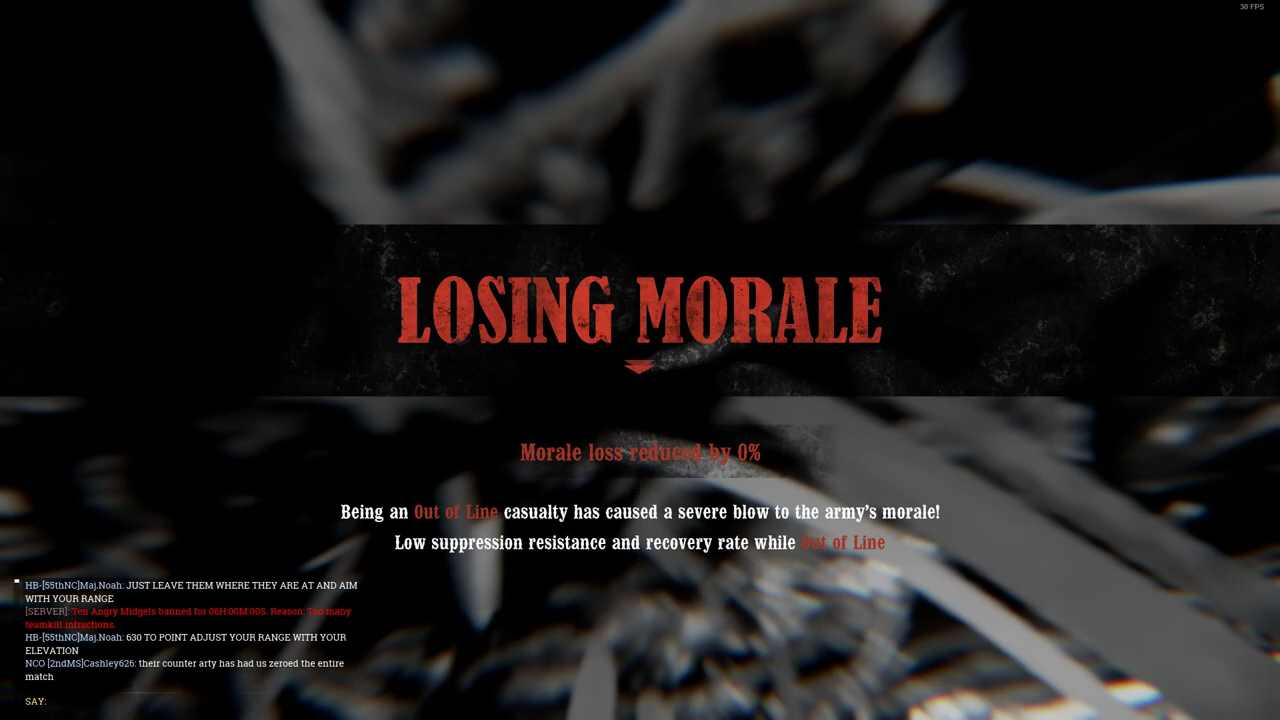 30 FPS
LOSING MORALE
Morale loss reduced by 0%
Being an Out of Line casualty has caused a severe blow to the army's morale!
Low suppression resistance and recovery rate while Out of Line
HB-[55thNC]Maj.Noah: JUST LEAVE THEM WHERE THEY ARE AT AND AIM
WITH YOUR RANGE
[SERVER]: Ten Angry Midgets banned for 06H:00M:00S. Reason: Too many
teamkill infractions.
HB-[55thNC]Maj.Noah: 630 TO POINT ADJUST YOUR RANGE WITH YOUR
ELEVATION
NCO [2ndMS]Cashley626: their counter arty has had us zeroed the entire
match
SAY: